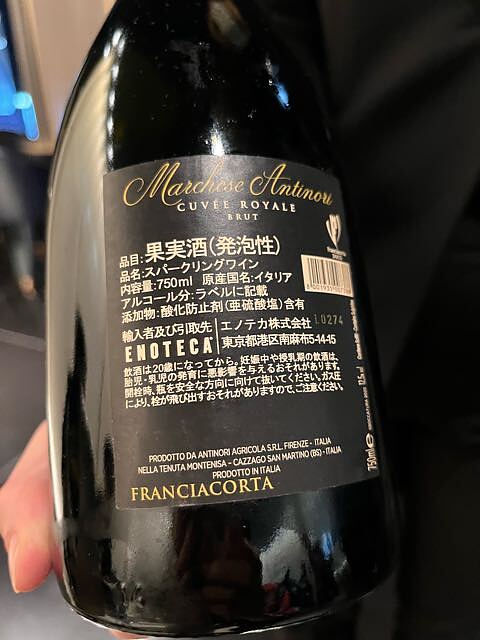 Marchese Antinori
CUVÉE ROYALE
BRUT
品目:果実酒(発泡性)
品名:スパークリングワイン
内容量:750ml 原産国名:イタリア
アルコール分:ラベルに記載
添加物:酸化防止剤(亜硫酸塩)含有
輸入者及び引取先 エノテカ株式会社 L0274
ENOTECA 東京都港区南麻布5-14-15
飲酒は20歳になってから。妊娠中や授乳期の飲酒は、
胎児・乳児の発育に悪影響を与えるおそれがあります。
開栓時、瓶を安全な方向に向けて抜いてください。ガス圧
により、栓が飛び出すおそれがありますので、ご注意ください。
PRODOTTO DA ANTINORI AGRICOLA S.R.L. FIRENZE - ITALIA
NELLA TENUTA MONTENISA - CAZZAGO SAN MARTINO (BS) - ITALIA
PRODOTTO IN ITALIA
FRANCIACORTA
750ml e